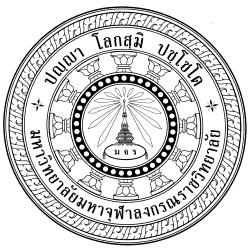 ปญฺญา โลกสฺมิ ปชฺโชโต
ม จ ร
มหาวิทยาลัยมหาจุฬาลงกรณราชวิทยาลัย